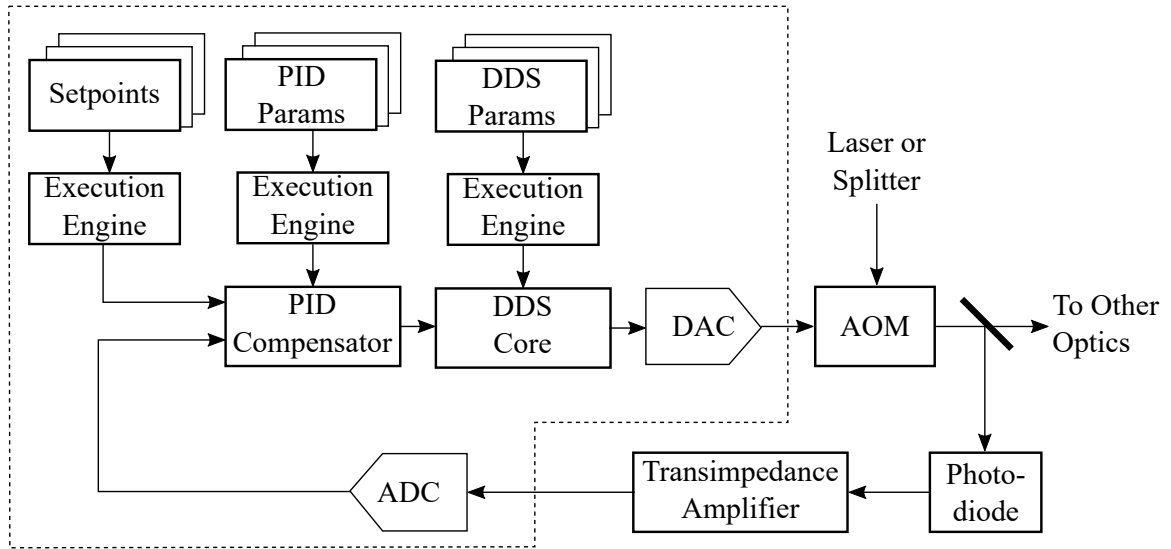 Setpoints
PID
Params
DDS
Params
Execution
Engine
Execution
Engine
Execution
Engine
Laser or
Splitter
PID
Compensator
DDS
Core
DAC
AOM
To Other
Optics
ADC
Transimpedance
Amplifier
Photo-
diode